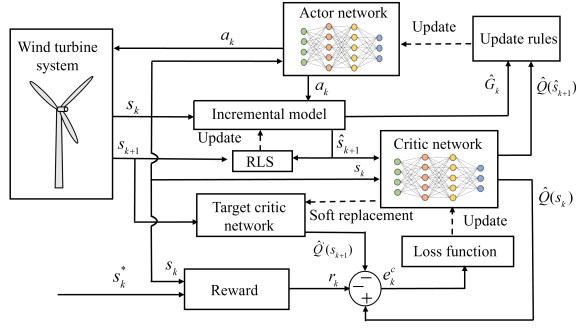 Actor network
Wind turbine
system
a_k
Update
Update rules
a_k
Ĝ_k
Q̂(ŝ_{k+1})
s_k
Incremental model
Update
s_{k+1}
RLS
ŝ_{k+1}
Critic network
s_k
Target critic
network
Soft replacement
Update
Q̂(s_k)
Q̂'(s_{k+1})
Loss function
s_k^*
s_k
Reward
r_k
−
−
+
e_k^c